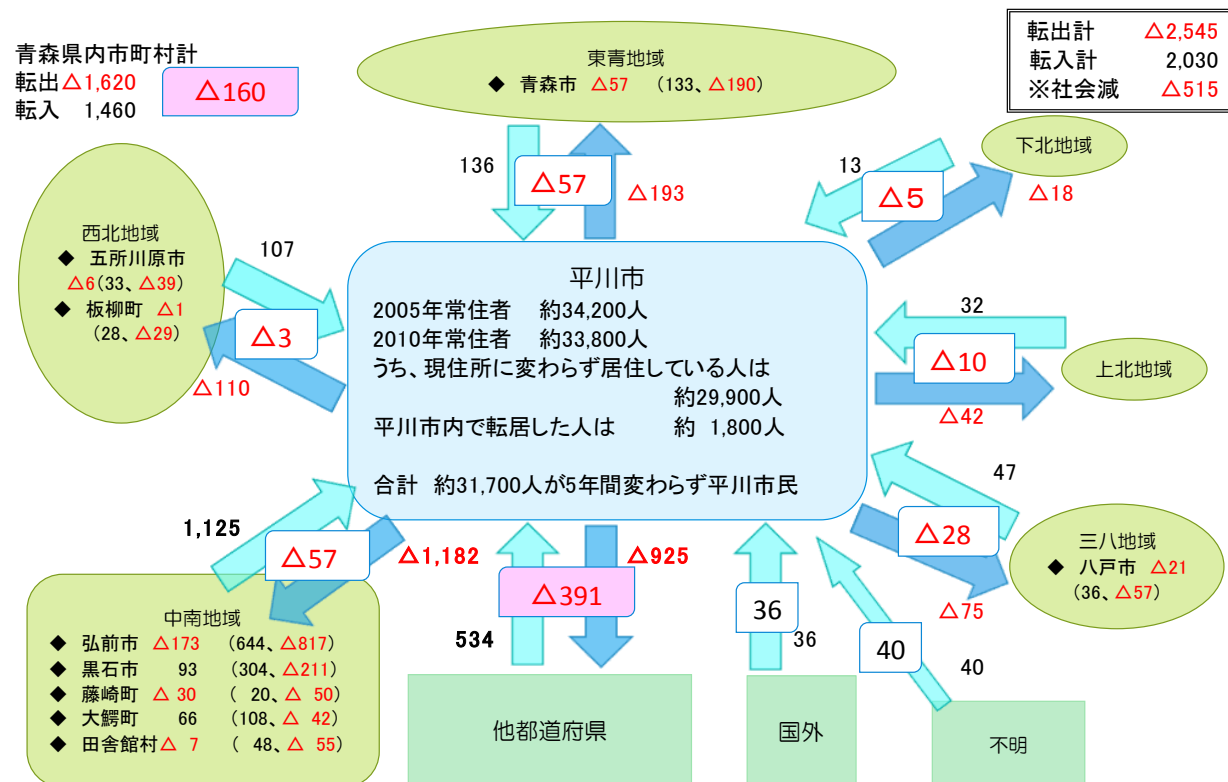 青森県内市町村計
転出△1,620
転入 1,460
△160
東青地域
◆ 青森市 △57 (133、△190)
転出計 △2,545
転入計 2,030
※社会減 △515
136
△57
△193
下北地域
13
△5
△18
西北地域
◆ 五所川原市
△6(33、△39)
◆ 板柳町 △1
(28、△29)
107
△3
△110
平川市
2005年常住者 約34,200人
2010年常住者 約33,800人
うち、現住所に変わらず居住している人は
約29,900人
平川市内で転居した人は 約 1,800人
合計 約31,700人が5年間変わらず平川市民
32
△10
△42
上北地域
47
△28
△75
三八地域
◆ 八戸市 △21
(36、△57)
1,125
△57
△1,182
中南地域
◆ 弘前市 △173 (644、△817)
◆ 黒石市 93 (304、△211)
◆ 藤崎町 △ 30 ( 20、△ 50)
◆ 大鰐町 66 (108、△ 42)
◆ 田舎館村△ 7 ( 48、△ 55)
△925
△391
534
他都道府県
36
36
国外
40
40
不明